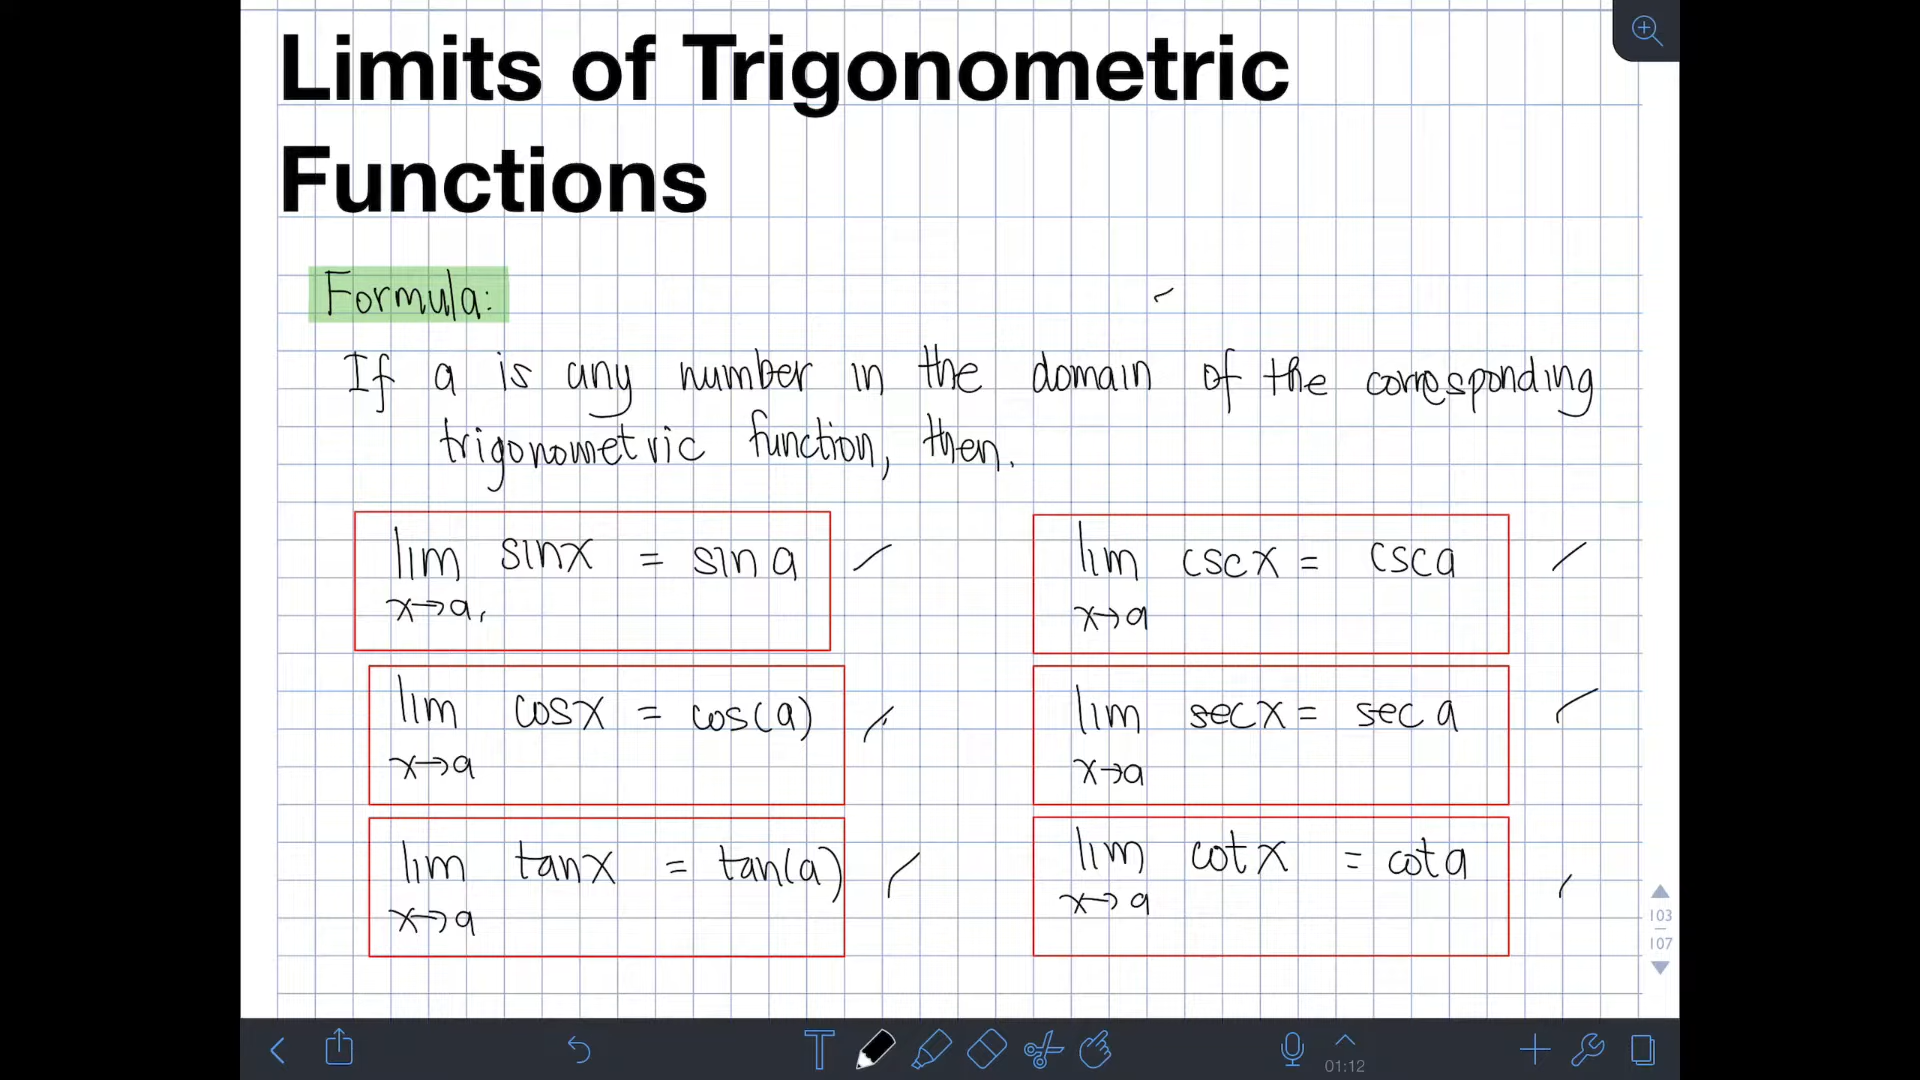 Limits of Trigonometric
Functions
Formula:
If a is any number in the domain of the corresponding
trigonometric function, then.
lim sinx = sin a
x→a,
lim cscx = csca
x→a
lim cosx = cos(a)
x→a
lim secx = sec a
x→a
lim tanx = tan(a)
x→a
lim cotx = cota
x→a
103
107
T
01:12